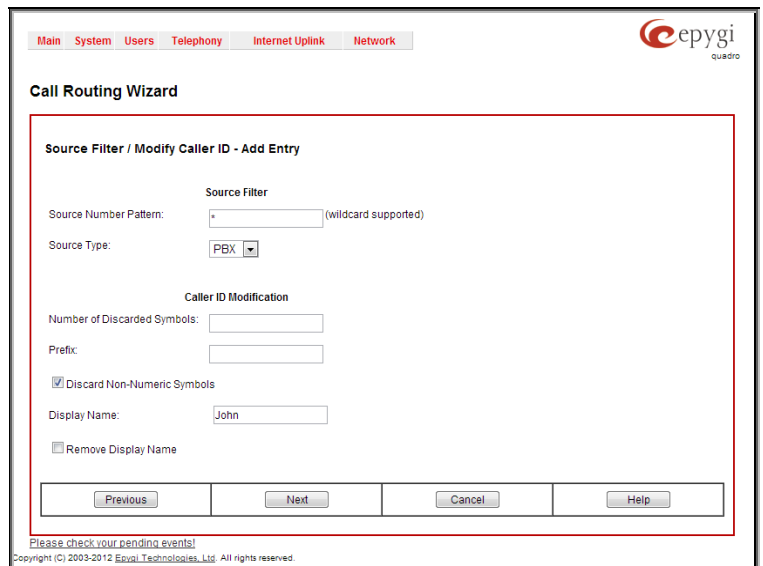 Main System Users Telephony Internet Uplink Network
epygi
quadro
Call Routing Wizard
Source Filter / Modify Caller ID - Add Entry
Source Filter
Source Number Pattern: * (wildcard supported)
Source Type: PBX
Caller ID Modification
Number of Discarded Symbols:
Prefix:
Discard Non-Numeric Symbols
Display Name: John
Remove Display Name
Previous Next Cancel Help
Please check your pending events!
Copyright (C) 2003-2012 Epygi Technologies, Ltd. All rights reserved.